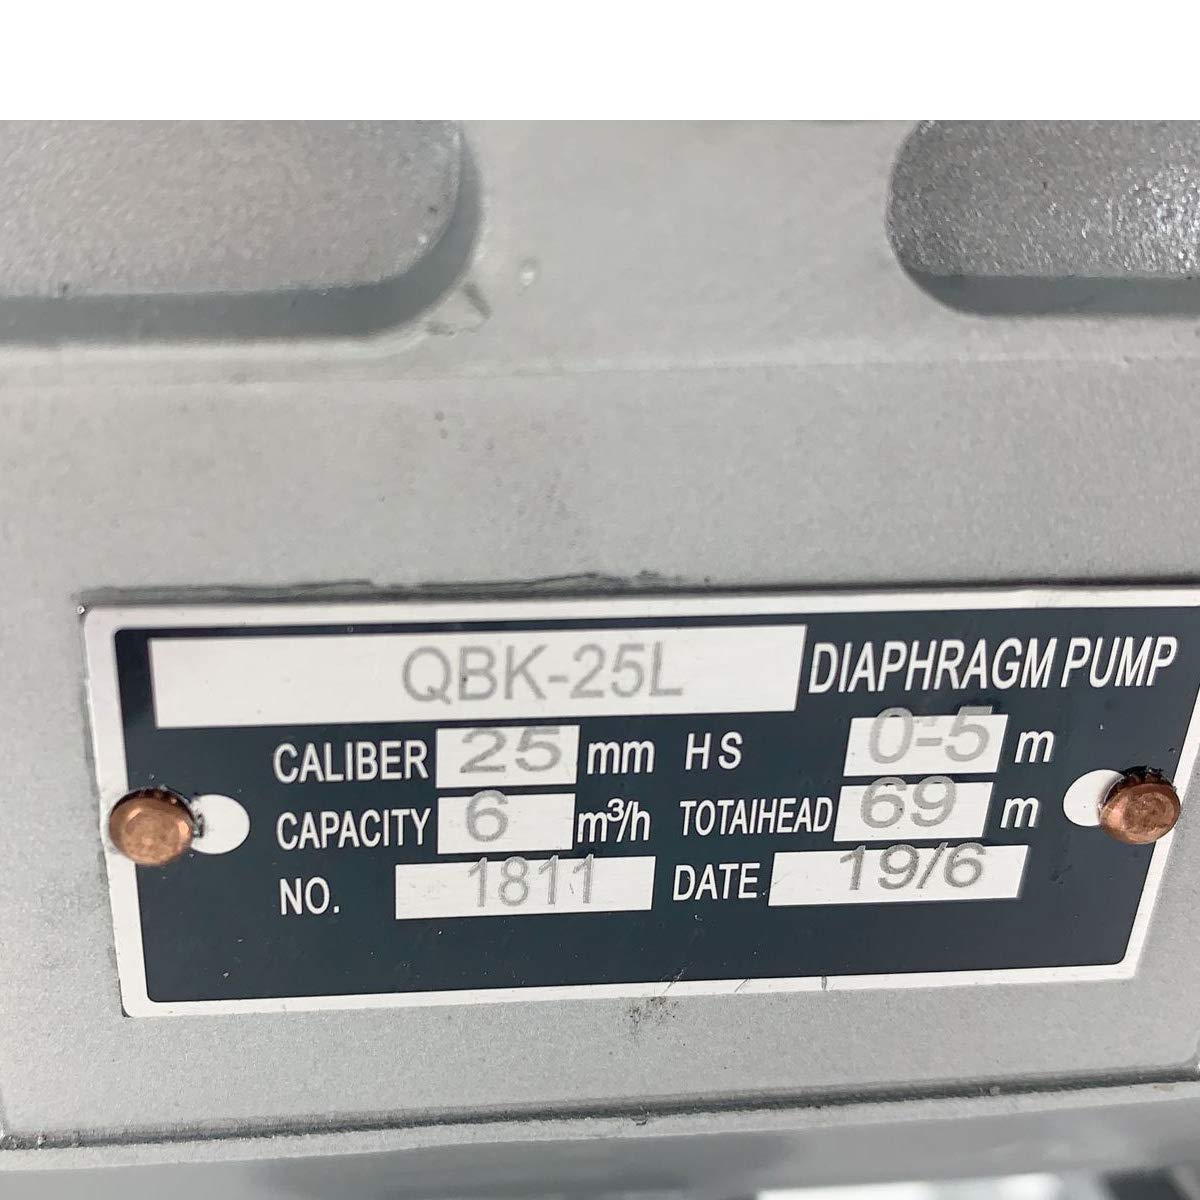 QBK-25L DIAPHRAGM PUMP
CALIBER 25 mm HS 0-5 m
CAPACITY 6 m³/h TOTAIHEAD 69 m
NO. 1811 DATE 19/6